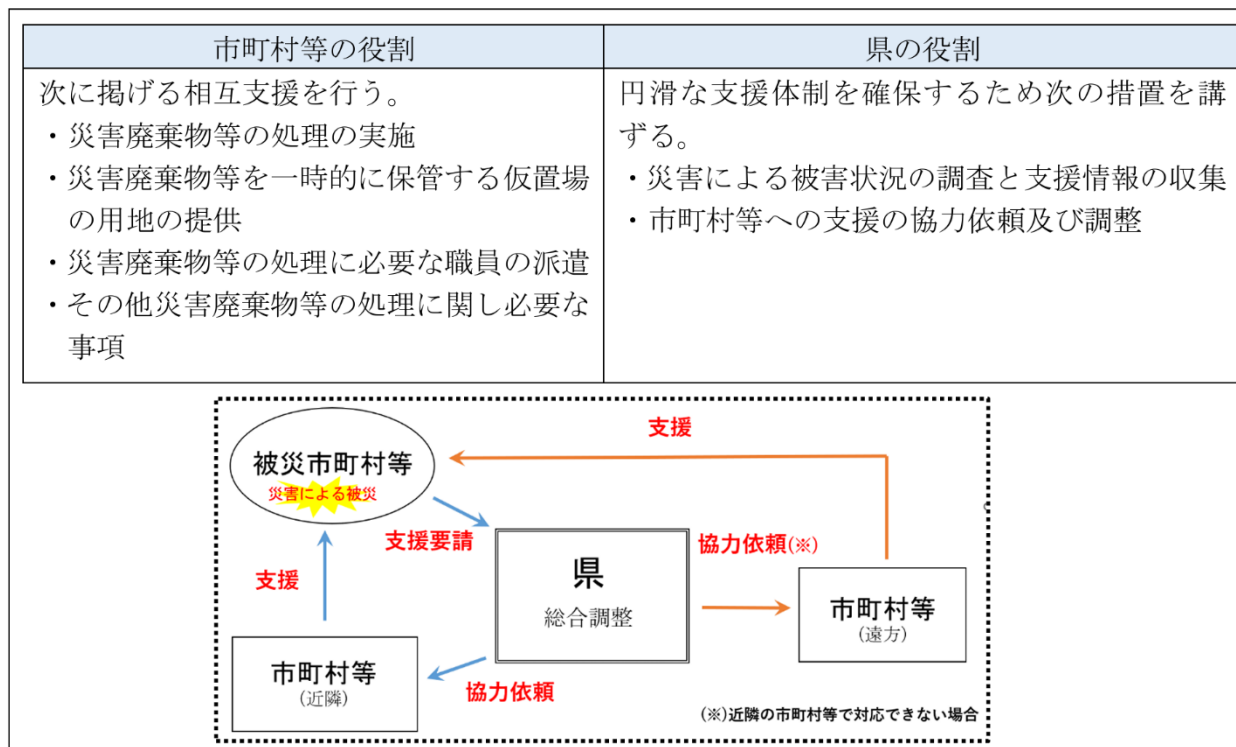 市町村等の役割
県の役割
次に掲げる相互支援を行う。
・災害廃棄物等の処理の実施
・災害廃棄物等を一時的に保管する仮置場
の用地の提供
・災害廃棄物等の処理に必要な職員の派遣
・その他災害廃棄物等の処理に関し必要な
事項
円滑な支援体制を確保するため次の措置を講
ずる。
・災害による被害状況の調査と支援情報の収集
・市町村等への支援の協力依頼及び調整
支援
被災市町村等
災害による被災
支援要請
協力依頼(※)
県
総合調整
支援
市町村等
(遠方)
市町村等
(近隣)
協力依頼
(※)近隣の市町村等で対応できない場合